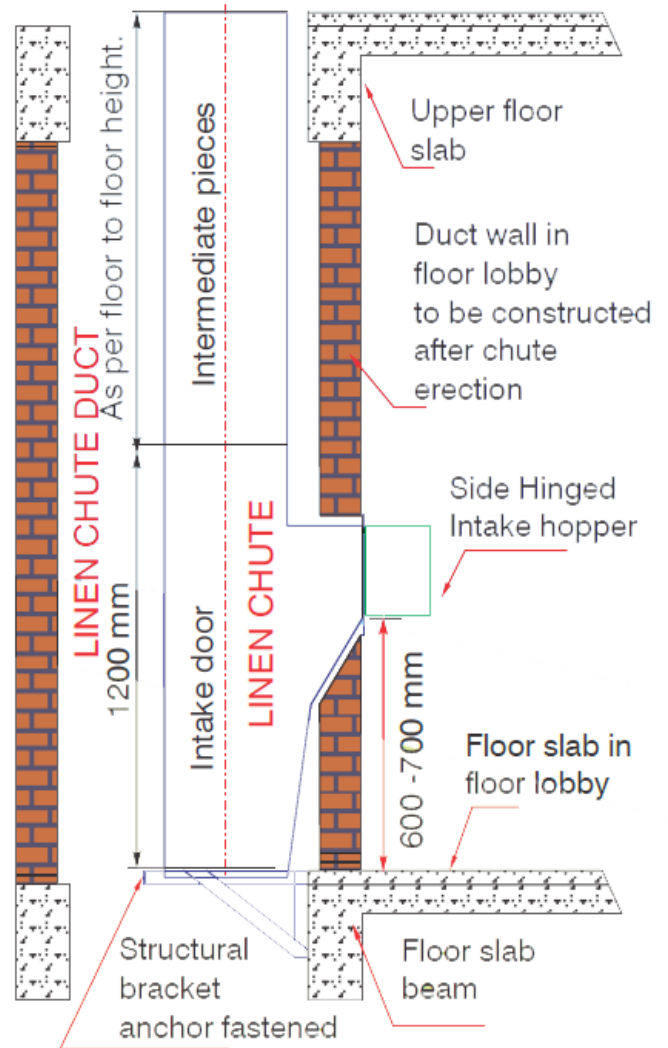 As per floor to floor height.
Intermediate pieces
Upper floor
slab
Duct wall in
floor lobby
to be constructed
after chute
erection
LINEN CHUTE DUCT
LINEN CHUTE
Side Hinged
Intake hopper
1200 mm
Intake door
600 -700 mm
Floor slab in
floor lobby
Structural
bracket
anchor fastened
Floor slab
beam